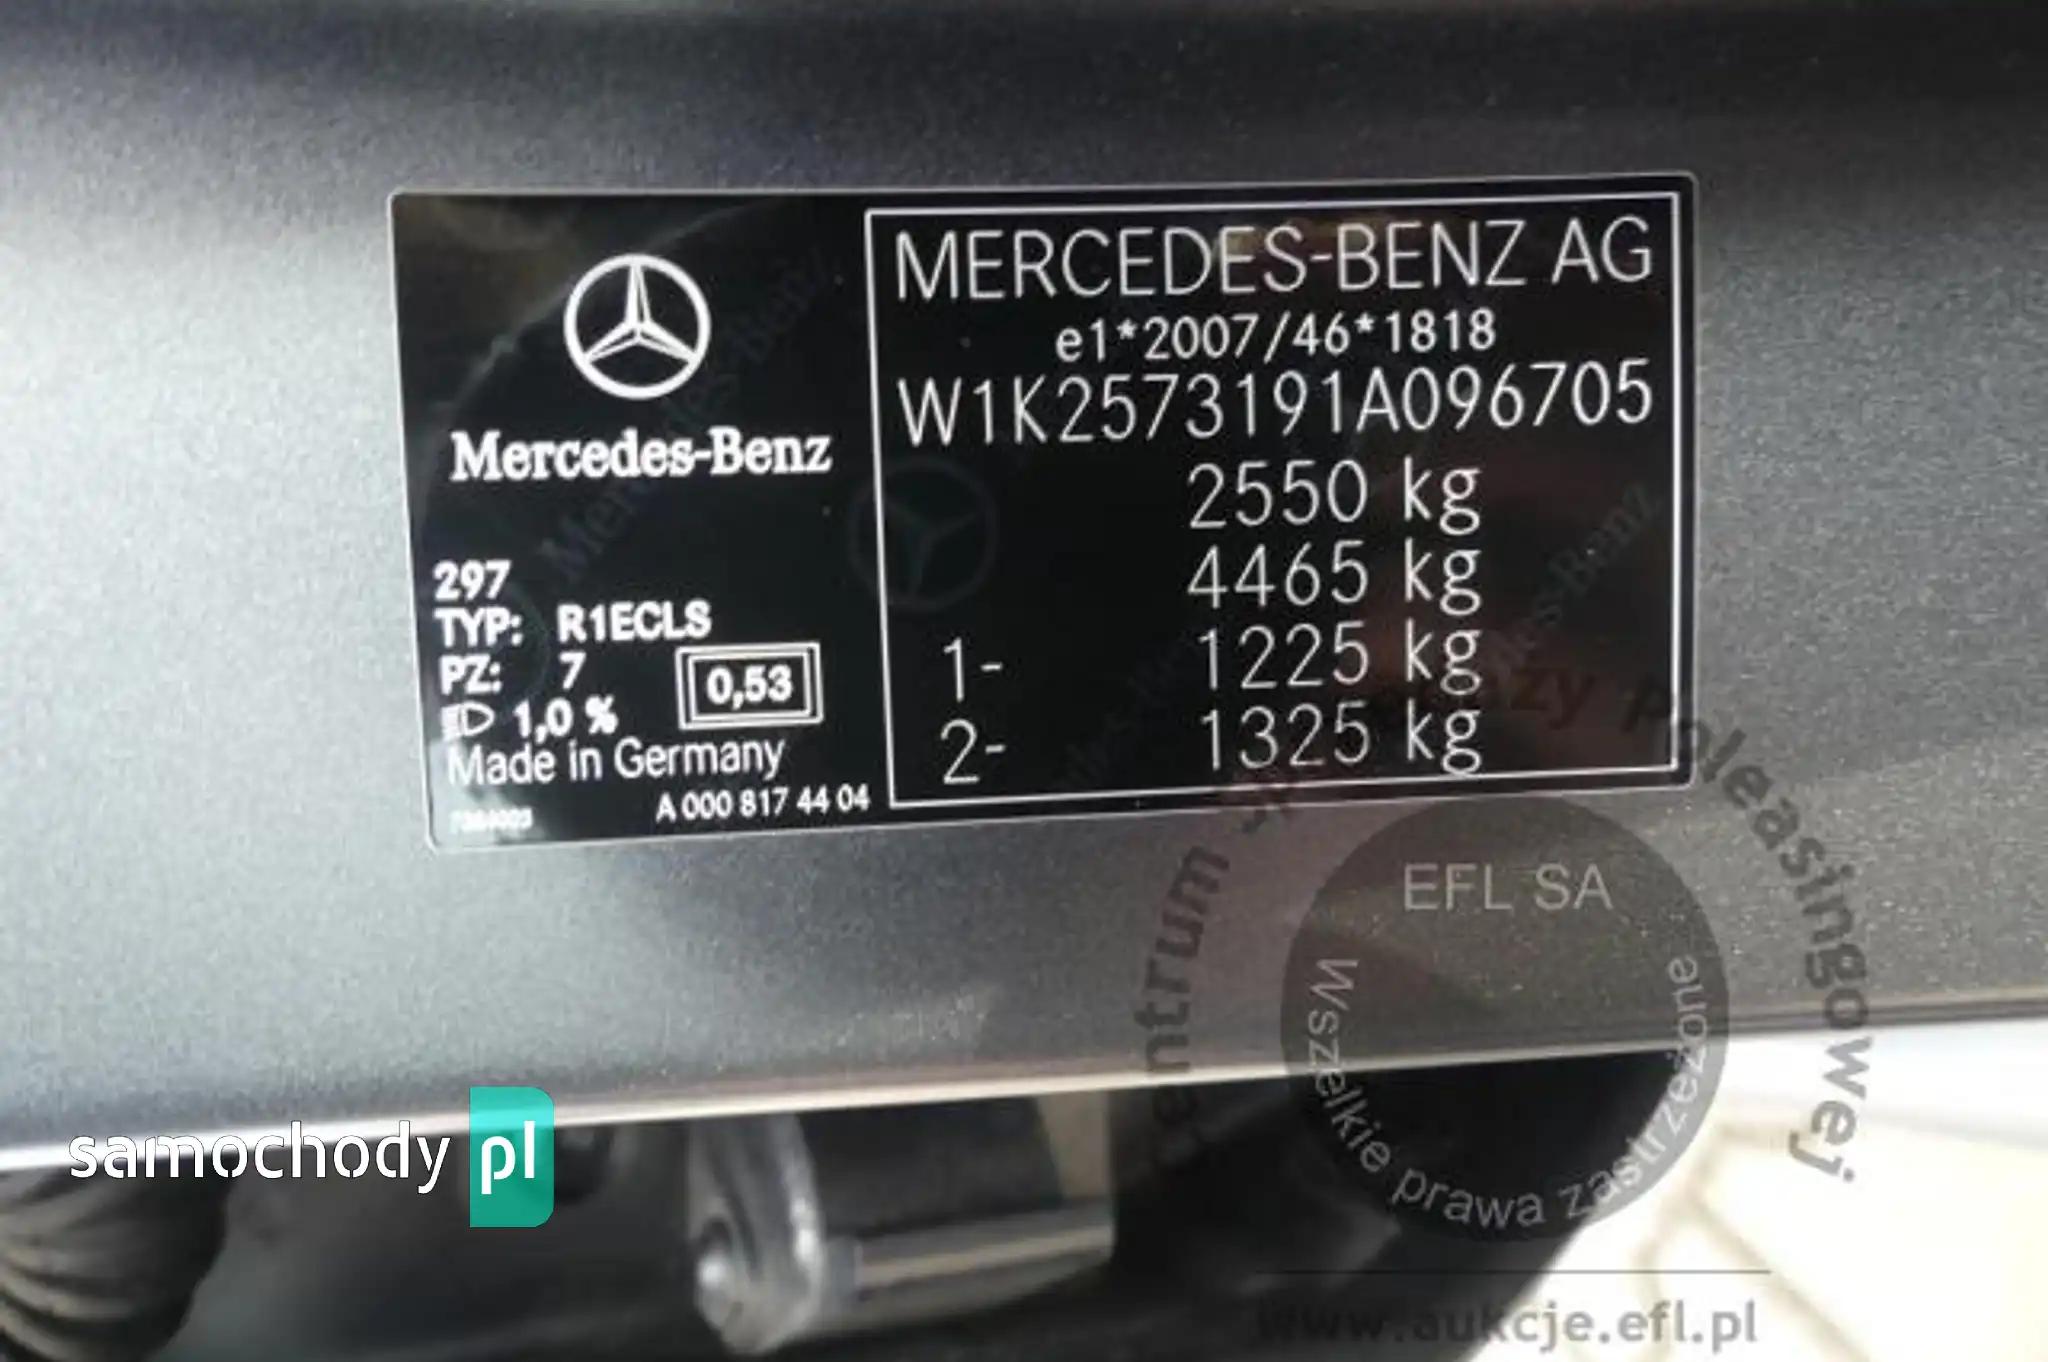 Mercedes-Benz
297
TYP: R1ECLS
PZ: 7
1,0 %
0,53
Made in Germany
A 000 817 44 04
MERCEDES-BENZ AG
e1*2007/46*1818
W1K2573191A096705
2550 kg
4465 kg
1- 1225 kg
2- 1325 kg
EFL SA
Wszelkie prawa zastrzeżone
poleasingowej
www.aukcje.efl.pl
samochody pl